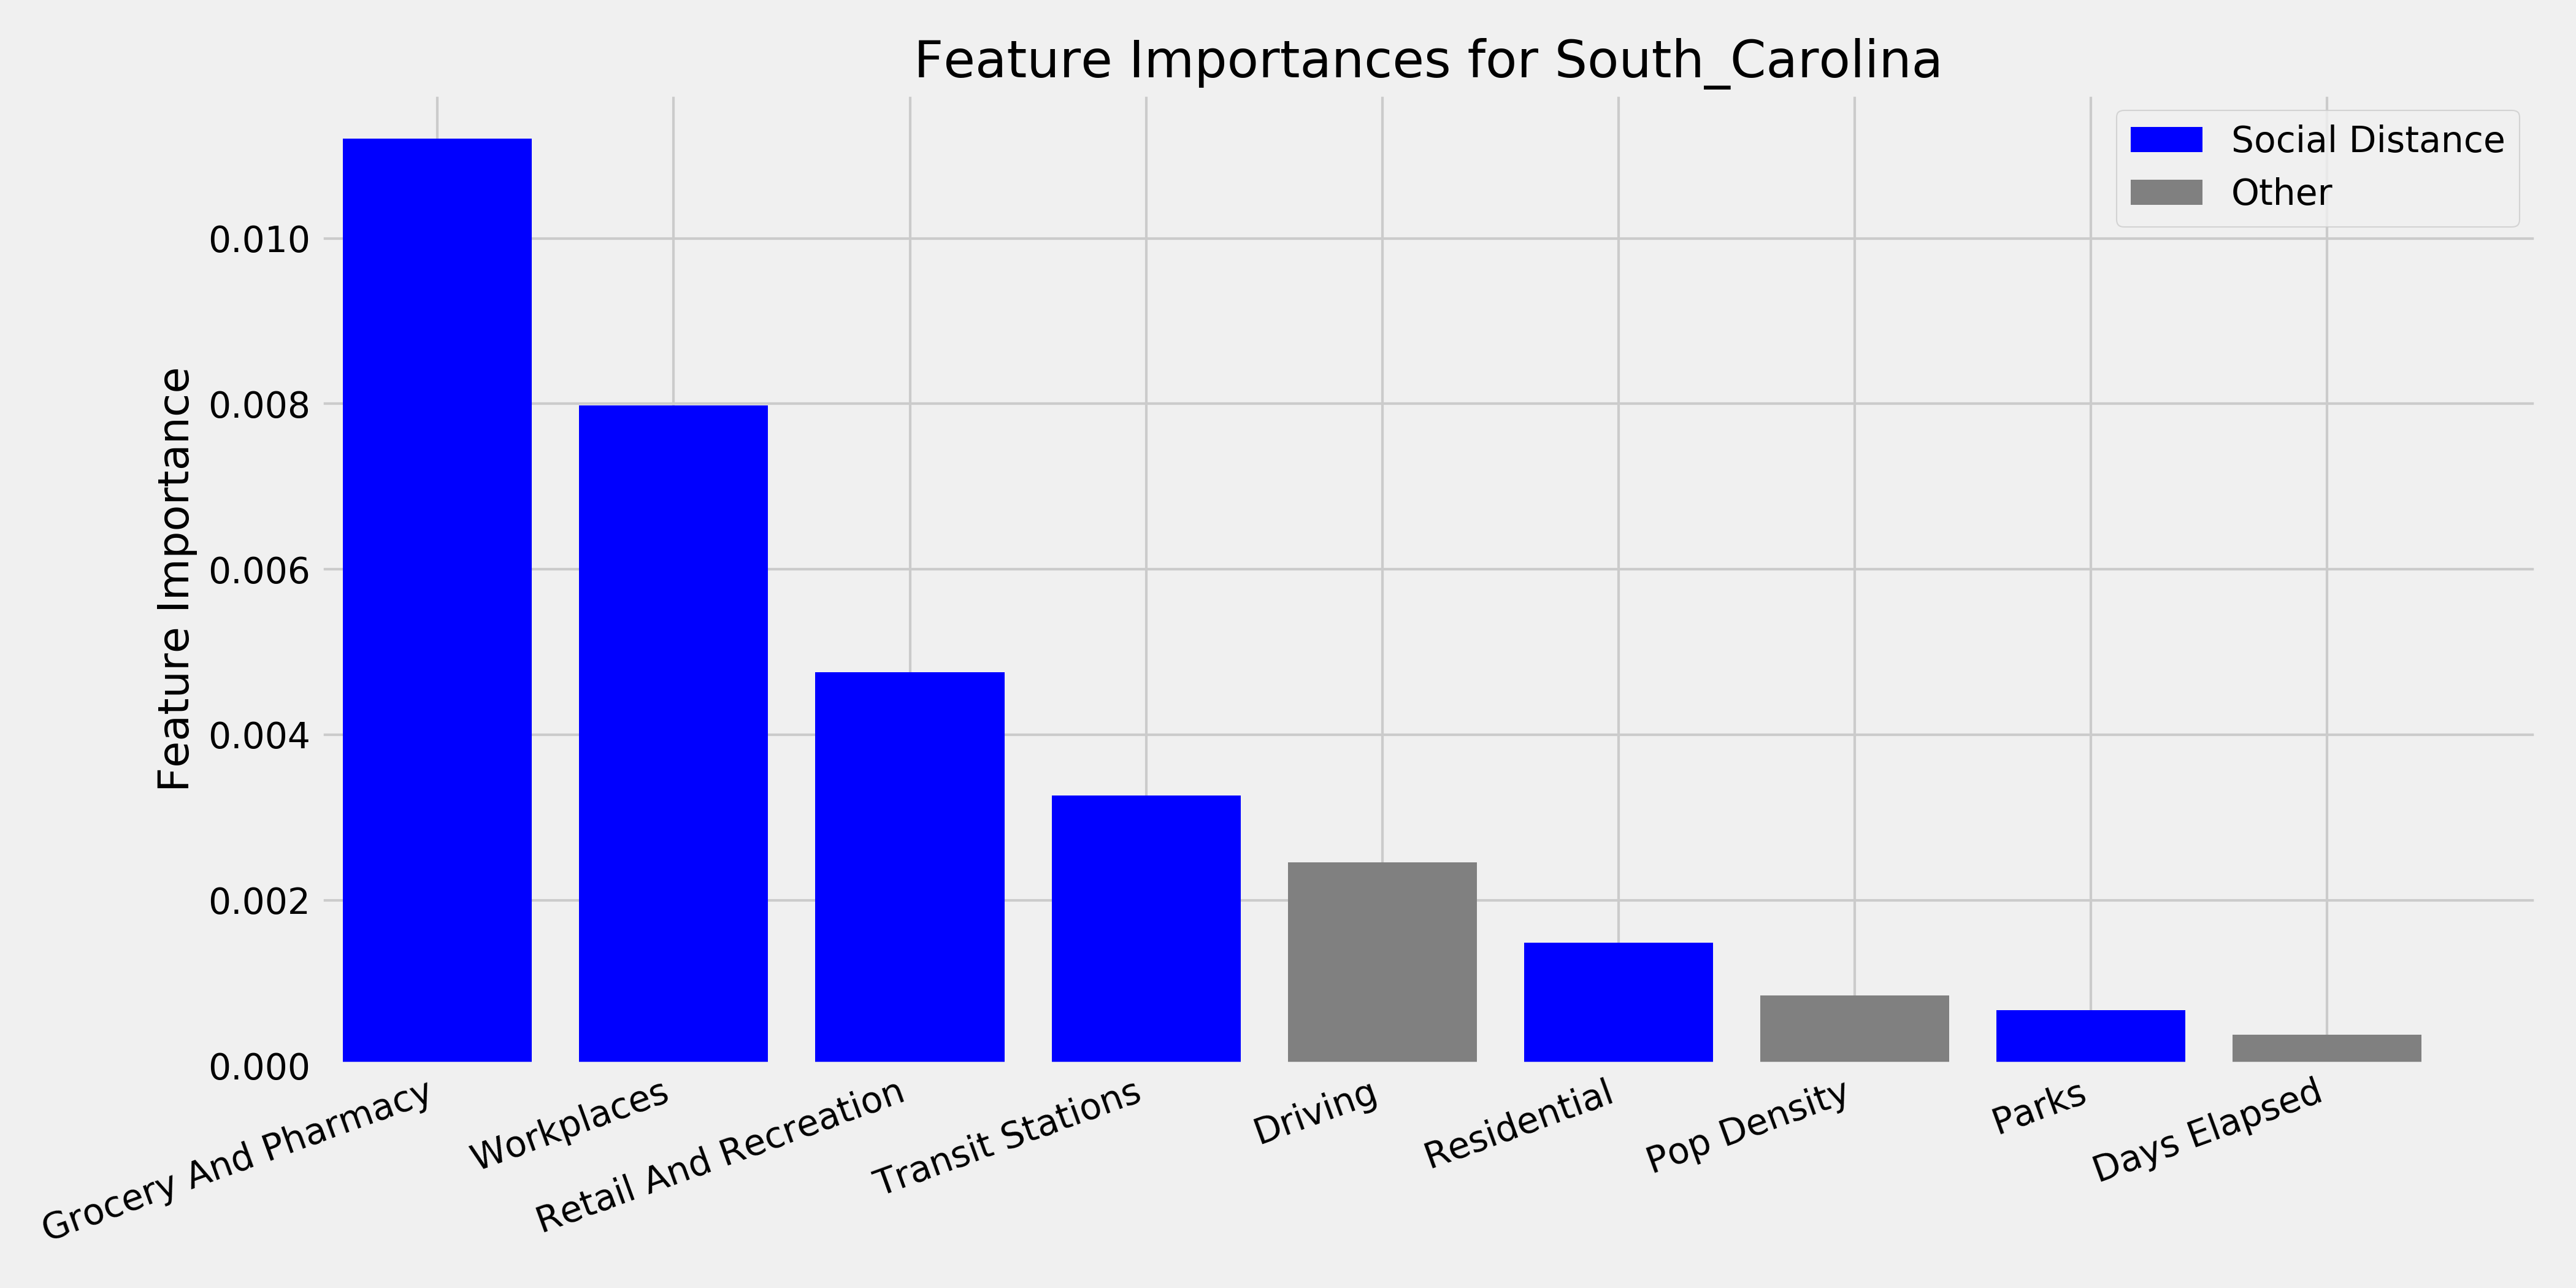 Feature Importances for South_Carolina
Social Distance
Other
Feature Importance
0.010
0.008
0.006
0.004
0.002
0.000
Grocery And Pharmacy
Workplaces
Retail And Recreation
Transit Stations
Driving
Residential
Pop Density
Parks
Days Elapsed